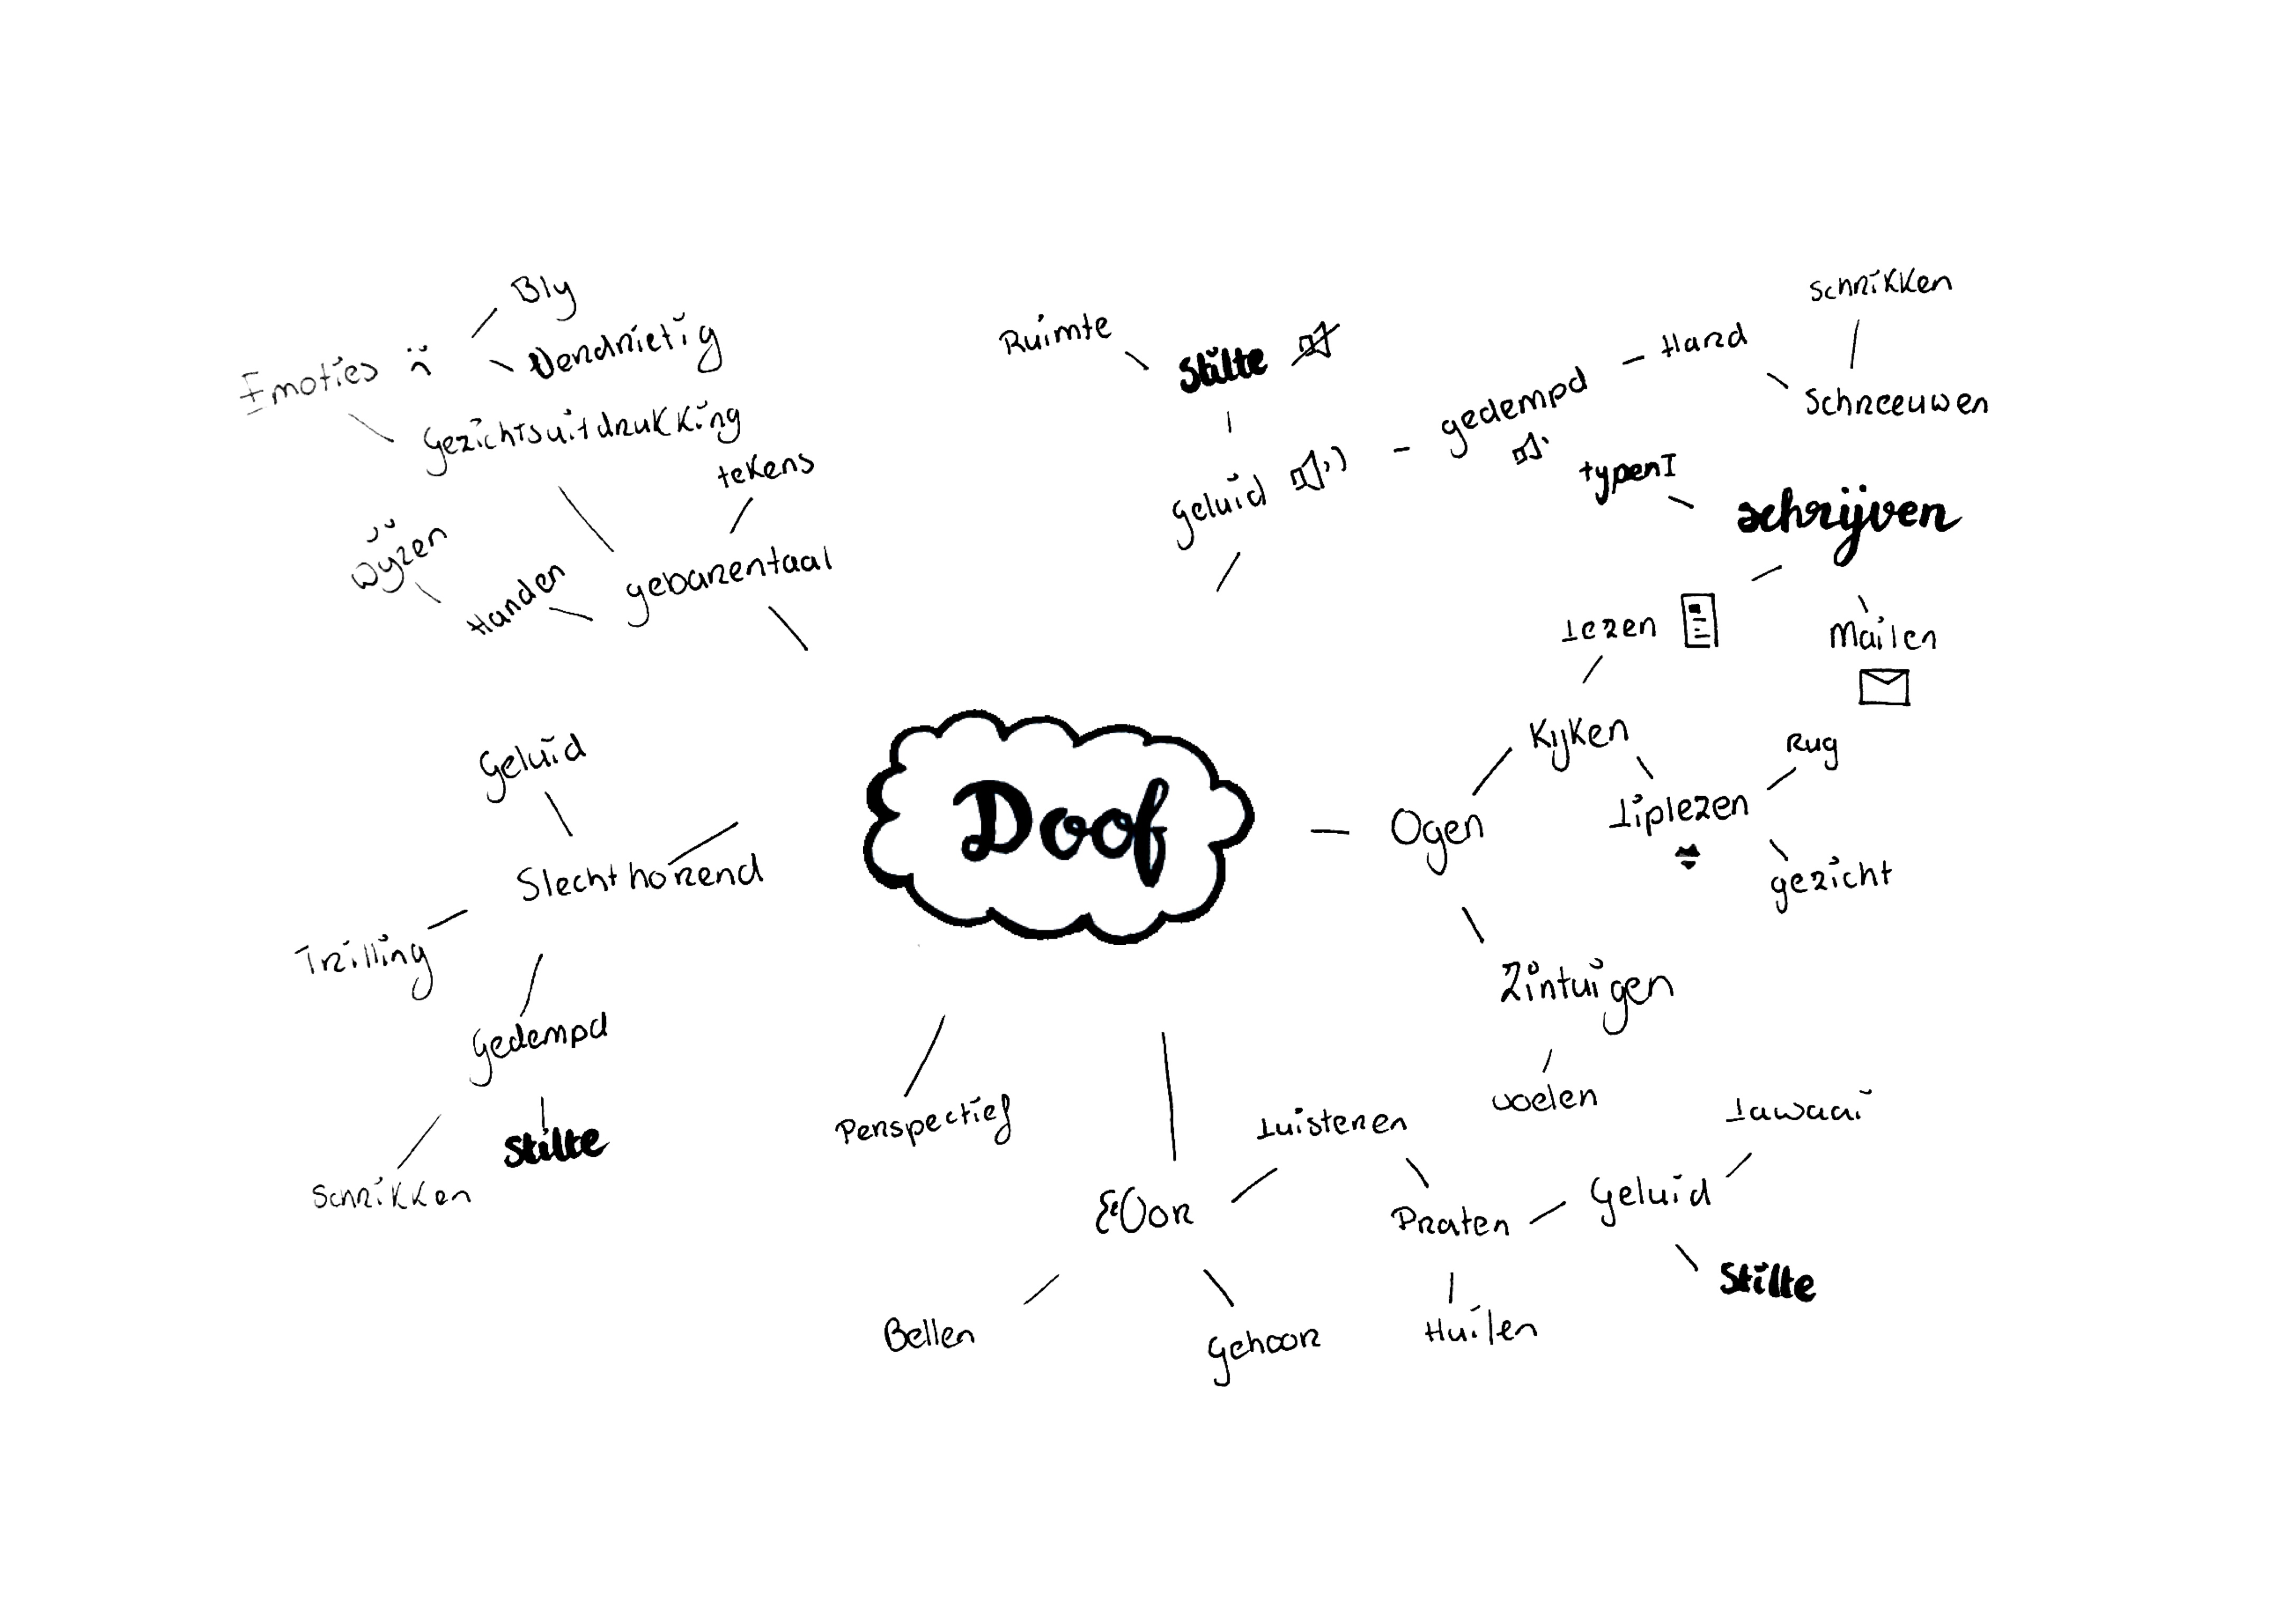 Bly
Verdrietig
Emoties
Gezichtsuitdrukking
tekens
wÿzen
Handen
gebarentaal
Ruimte
Stilte
geluid
gedempd
Hard
Schrikken
Schreeuwen
typenI
schrijven
lezen
Mailen
Kijken
Rug
liplezen
gezicht
Ogen
Doof
Geluid
Slechthorend
Trilling
Gedempd
Stilte
Schrikken
Zintuigen
voelen
Perspectief
Luisteren
Lawaai
Oor
Praten
Geluid
Stilte
Bellen
Gehoor
Huilen